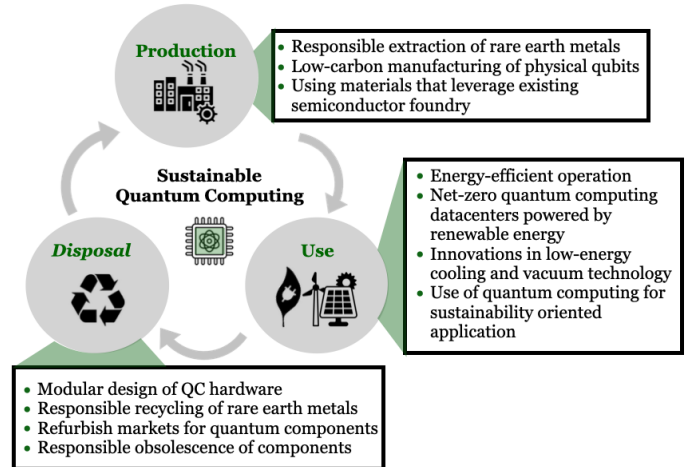 Production
• Responsible extraction of rare earth metals
• Low-carbon manufacturing of physical qubits
• Using materials that leverage existing
semiconductor foundry
Sustainable
Quantum Computing
Use
• Energy-efficient operation
• Net-zero quantum computing
datacenters powered by
renewable energy
• Innovations in low-energy
cooling and vacuum technology
• Use of quantum computing for
sustainability oriented
application
Disposal
• Modular design of QC hardware
• Responsible recycling of rare earth metals
• Refurbish markets for quantum components
• Responsible obsolescence of components